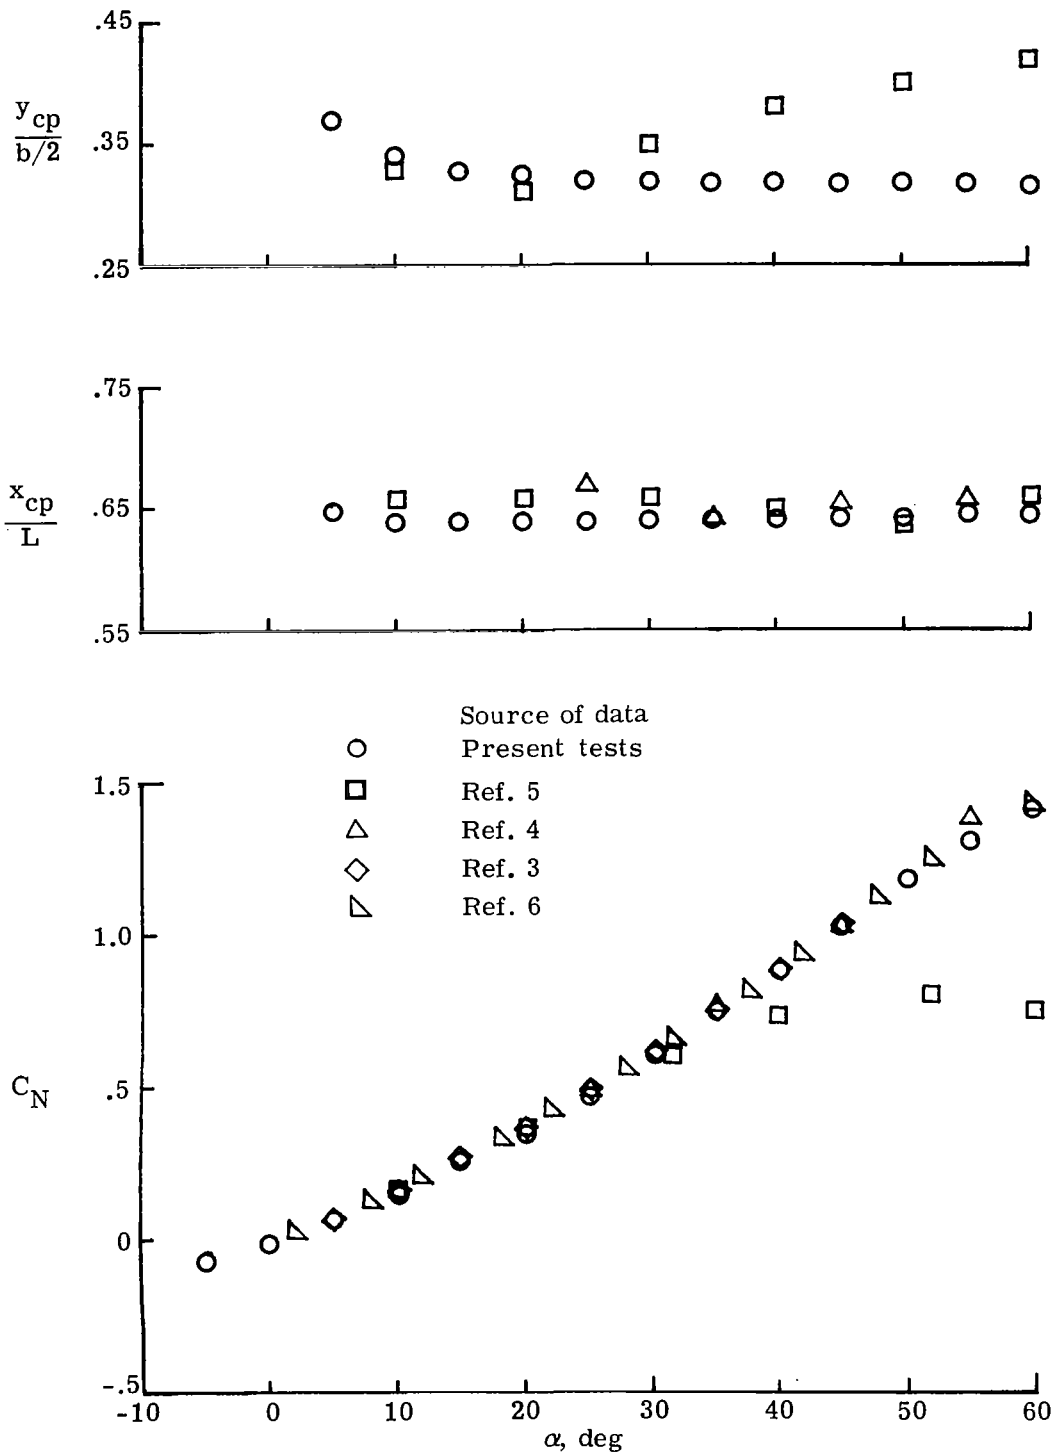 .45
y_cp
b/2
.35
.25
.75
x_cp
L
.65
.55
Source of data
Present tests
Ref. 5
Ref. 4
Ref. 3
Ref. 6
1.5
1.0
C_N
.5
0
-.5
-10 0 10 20 30 40 50 60
α, deg